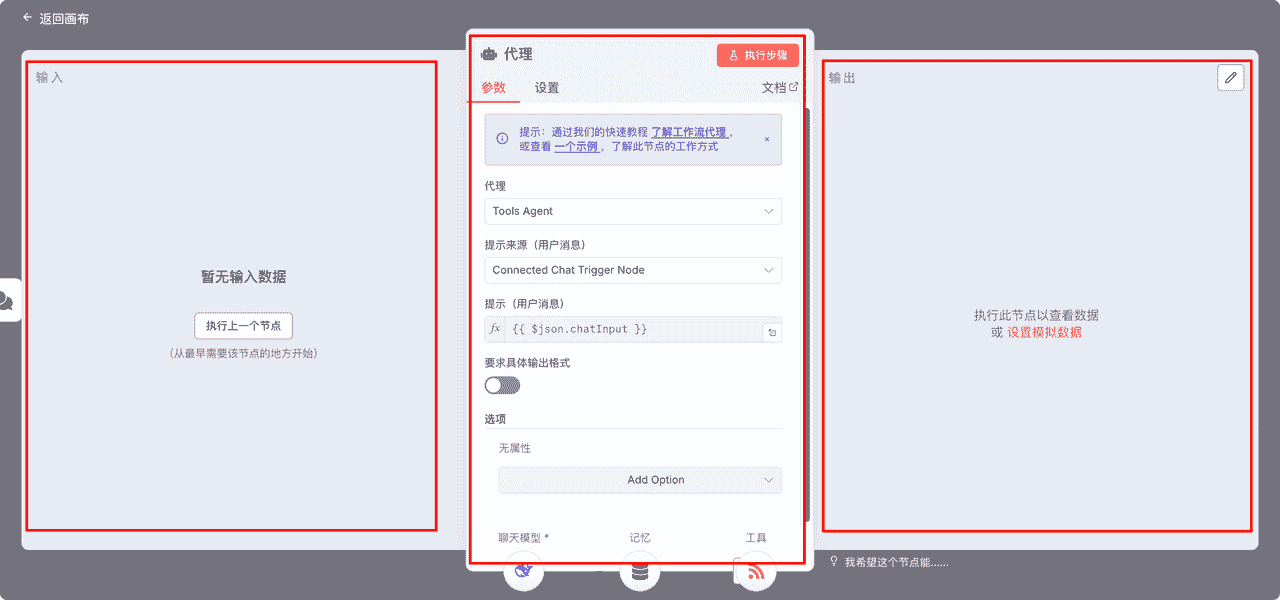 返回画布
输入
暂无输入数据
执行上一个节点
(从最早需要该节点的地方开始)
代理
执行步骤
参数
设置
文档
提示：通过我们的快速教程 了解工作流代理，
或查看 一个示例，了解此节点的工作方式
×
代理
Tools Agent
提示来源（用户消息）
Connected Chat Trigger Node
提示（用户消息）
fx
{{ $json.chatInput }}
要求具体输出格式
选项
无属性
Add Option
聊天模型 *
记忆
工具
输出
执行此节点以查看数据
或 设置模拟数据
我希望这个节点能......